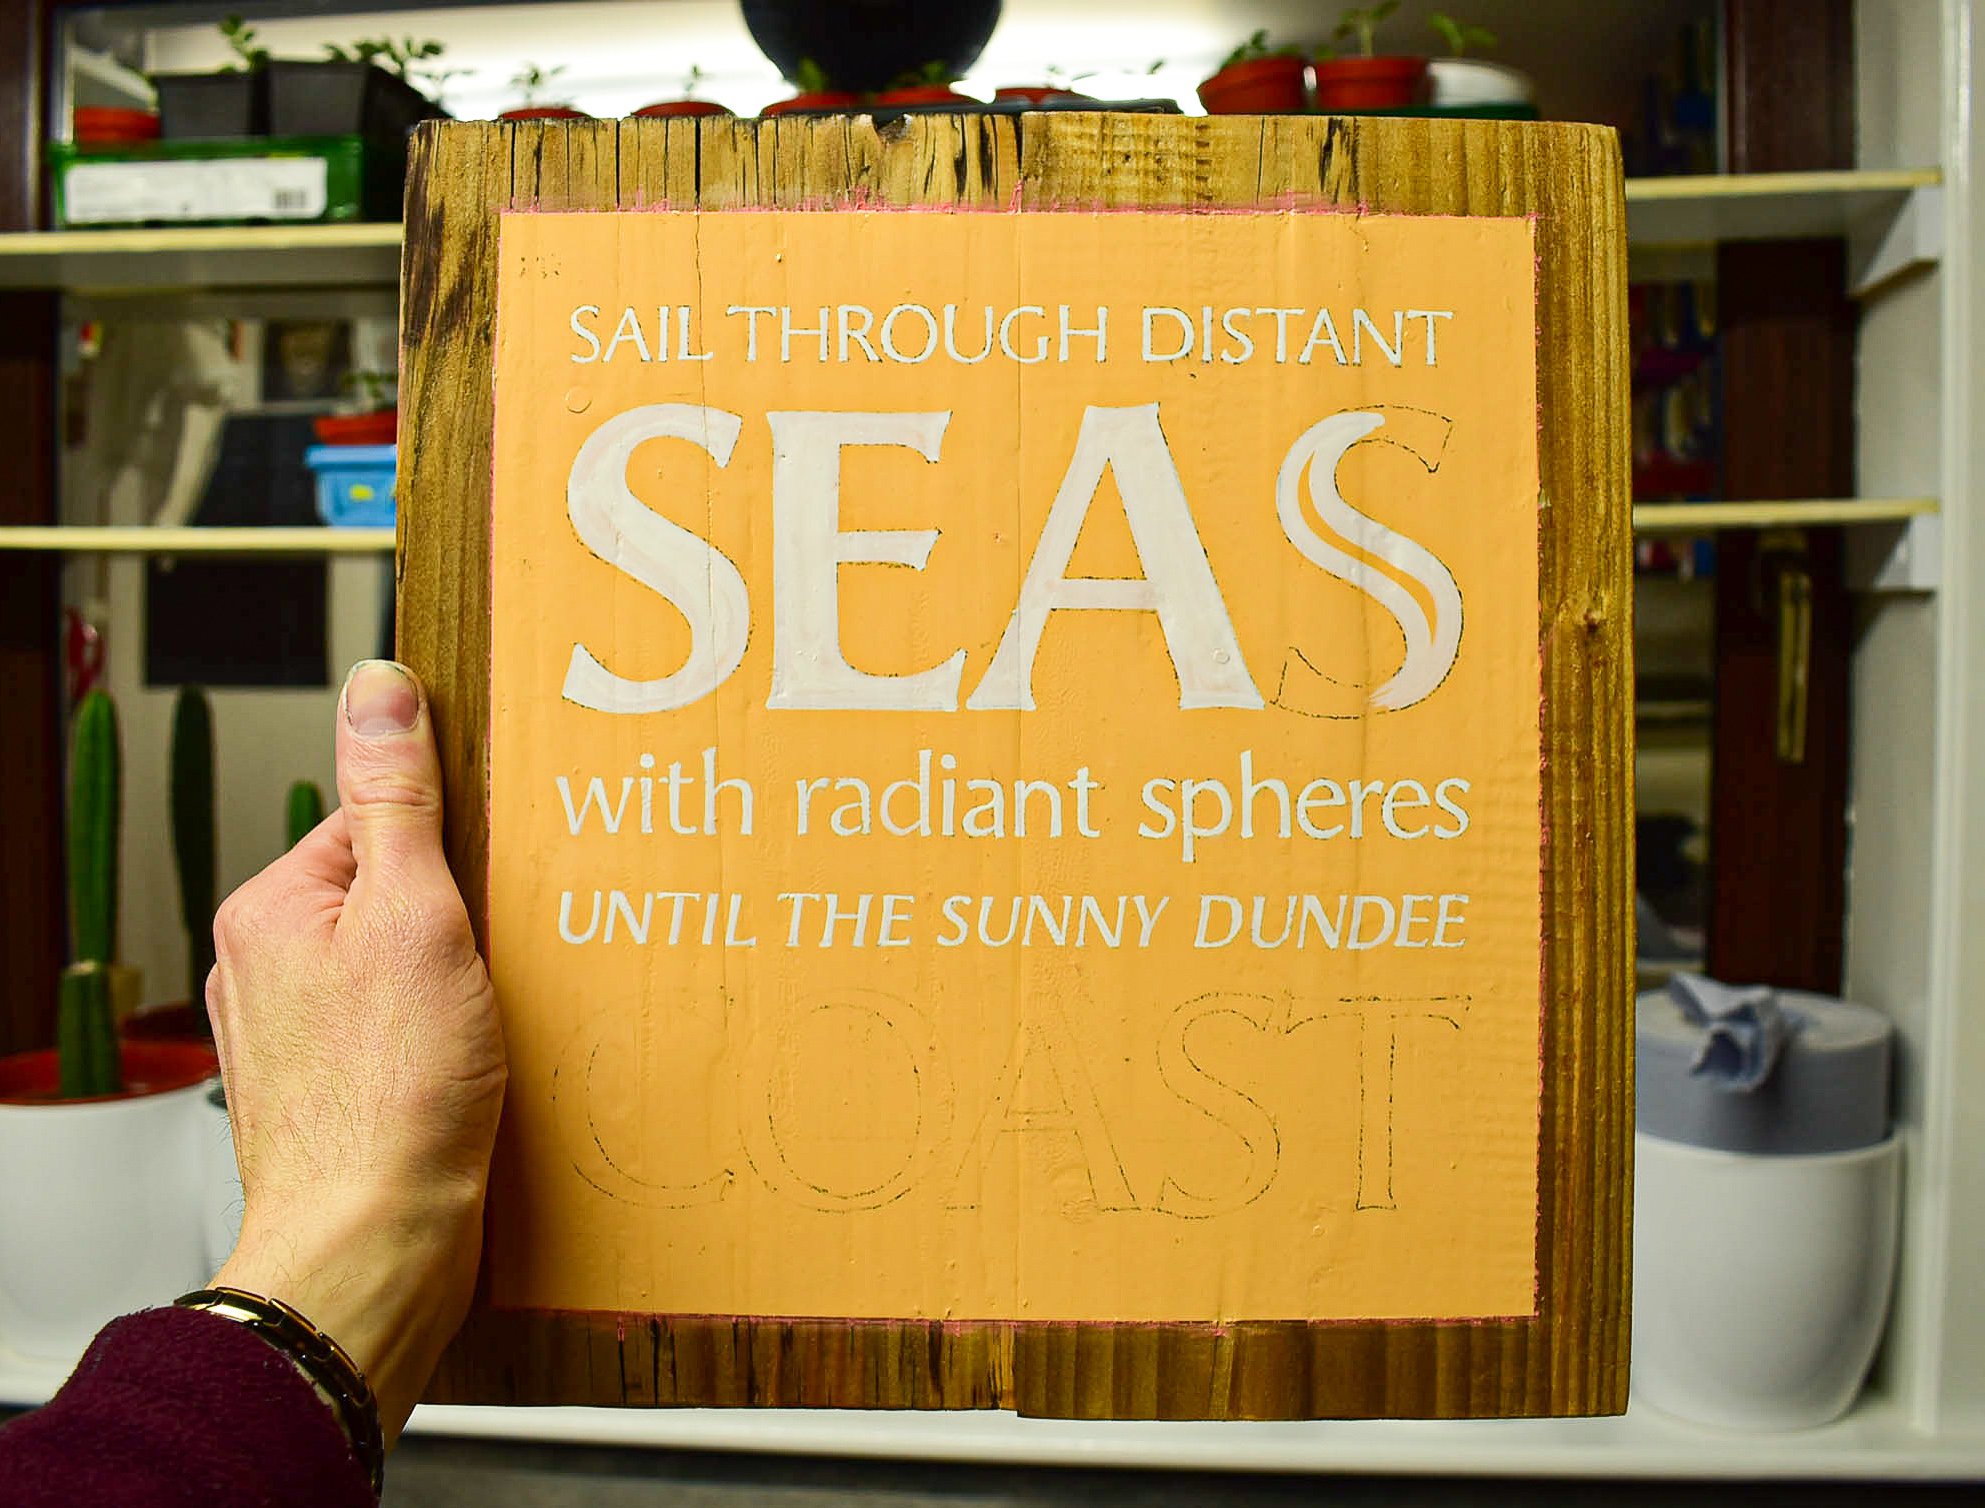 SAIL THROUGH DISTANT
SEAS
with radiant spheres
UNTIL THE SUNNY DUNDEE
COAST